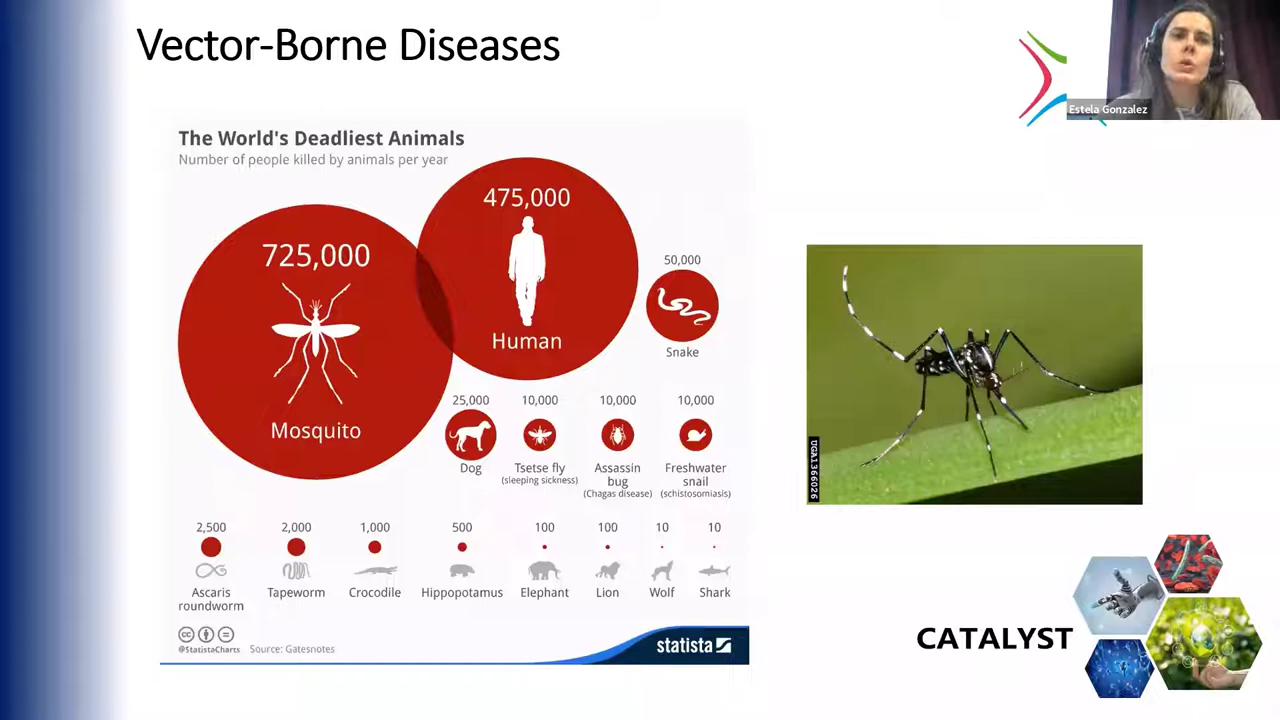 Vector-Borne Diseases
Estela Gonzalez
The World's Deadliest Animals
Number of people killed by animals per year
725,000
Mosquito
475,000
Human
50,000
Snake
25,000
Dog
10,000
Tsetse fly
(sleeping sickness)
10,000
Assassin
bug
(Chagas disease)
10,000
Freshwater
snail
(schistosomiasis)
2,500
Ascaris
roundworm
2,000
Tapeworm
1,000
Crocodile
500
Hippopotamus
100
Elephant
100
Lion
10
Wolf
10
Shark
cc
@StatistaCharts Source: Gatesnotes
statista
UGA1366026
CATALYST